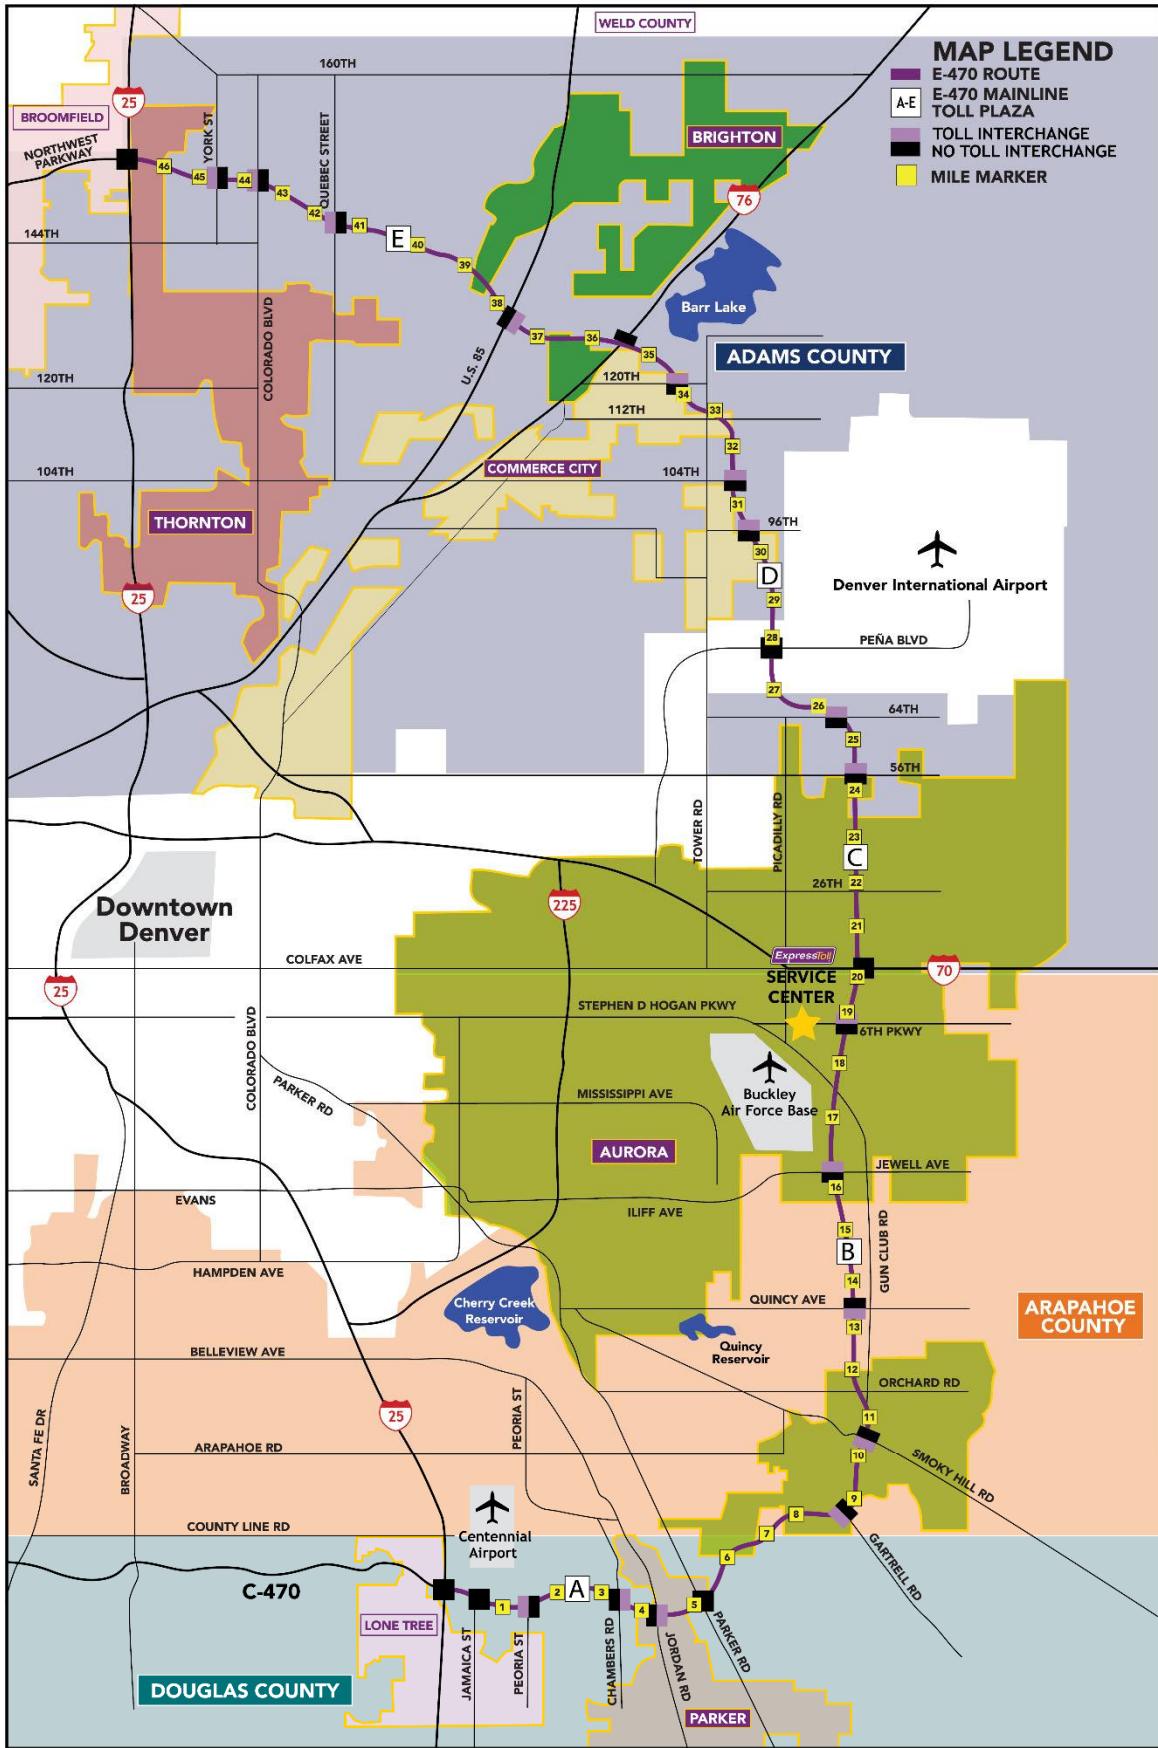 WELD COUNTY
MAP LEGEND
E-470 ROUTE
A-E
E-470 MAINLINE
TOLL PLAZA
TOLL INTERCHANGE
NO TOLL INTERCHANGE
MILE MARKER
160TH
25
BROOMFIELD
NORTHWEST
PARKWAY
YORK ST
QUEBEC STREET
BRIGHTON
76
46
45
44
43
42
41
E
40
39
38
37
36
35
34
33
32
31
30
D
29
28
27
26
25
24
23
C
22
21
20
19
18
17
16
15
B
14
13
12
11
10
9
8
7
6
5
4
3
A
2
1
144TH
Barr Lake
COLORADO BLVD
U.S. 85
ADAMS COUNTY
120TH
120TH
112TH
COMMERCE CITY
104TH
104TH
THORNTON
96TH
Denver International Airport
25
PEÑA BLVD
64TH
56TH
TOWER RD
PICADILLY RD
26TH
Downtown
Denver
225
COLFAX AVE
ExpressToll
SERVICE
CENTER
70
25
STEPHEN D HOGAN PKWY
6TH PKWY
COLORADO BLVD
PARKER RD
MISSISSIPPI AVE
Buckley
Air Force Base
AURORA
JEWELL AVE
EVANS
ILIFF AVE
GUN CLUB RD
HAMPDEN AVE
Cherry Creek
Reservoir
QUINCY AVE
ARAPAHOE
COUNTY
Quincy
Reservoir
BELLEVIEW AVE
ORCHARD RD
PEORIA ST
25
SANTA FE DR
BROADWAY
ARAPAHOE RD
SMOKY HILL RD
COUNTY LINE RD
Centennial
Airport
GARTRELL RD
C-470
LONE TREE
JAMAICA ST
PEORIA ST
CHAMBERS RD
JORDAN RD
PARKER RD
DOUGLAS COUNTY
PARKER